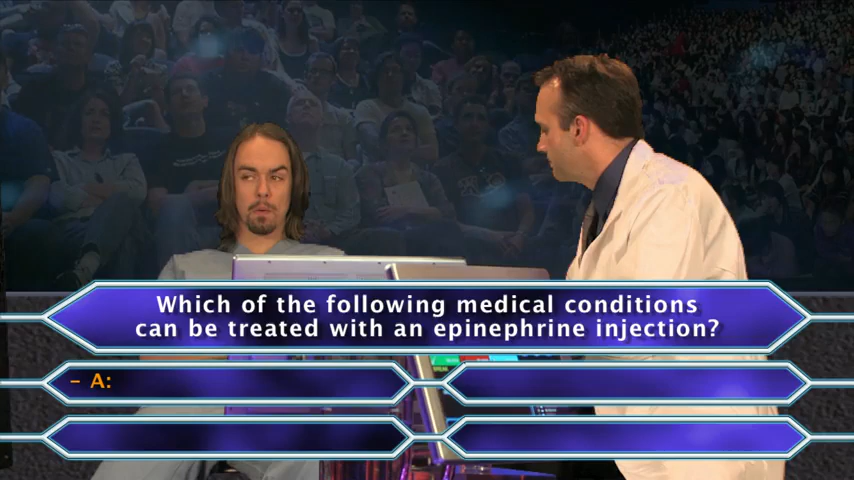 Which of the following medical conditions
can be treated with an epinephrine injection?
– A: